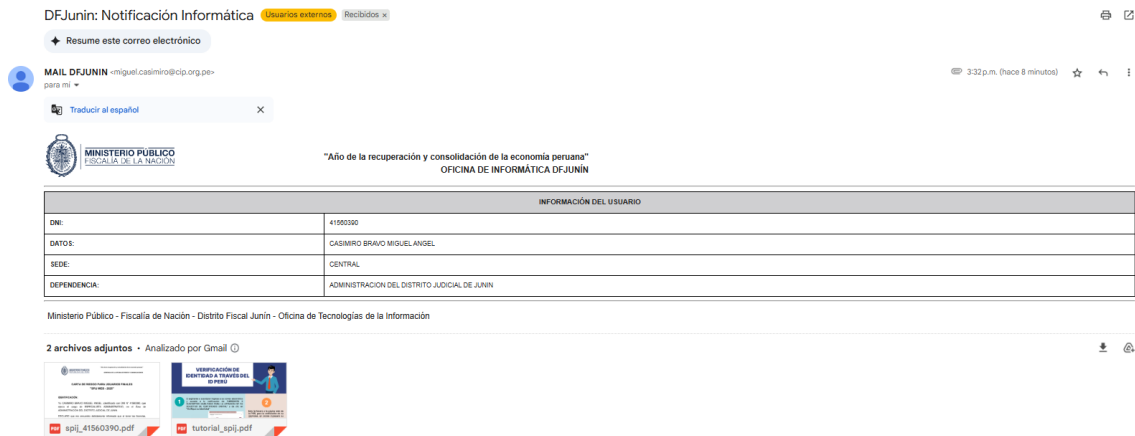 DFJunin: Notificación Informática Usuarios externos Recibidos x
Resume este correo electrónico
MAIL DFJUNIN <miguel.casimiro@cip.org.pe>
3:32 p.m. (hace 8 minutos)
para mí
Traducir al español
MINISTERIO PÚBLICO
FISCALÍA DE LA NACIÓN
"Año de la recuperación y consolidación de la economía peruana"
OFICINA DE INFORMÁTICA DFJUNÍN
INFORMACIÓN DEL USUARIO
DNI: 41560390
DATOS: CASIMIRO BRAVO MIGUEL ANGEL
SEDE: CENTRAL
DEPENDENCIA: ADMINISTRACION DEL DISTRITO JUDICIAL DE JUNIN
Ministerio Público - Fiscalía de Nación - Distrito Fiscal Junín - Oficina de Tecnologías de la Información
2 archivos adjuntos • Analizado por Gmail
VERIFICACIÓN DE
IDENTIDAD A TRAVÉS DEL
ID PERÚ
1
2
PDF spij_41560390.pdf
PDF tutorial_spij.pdf